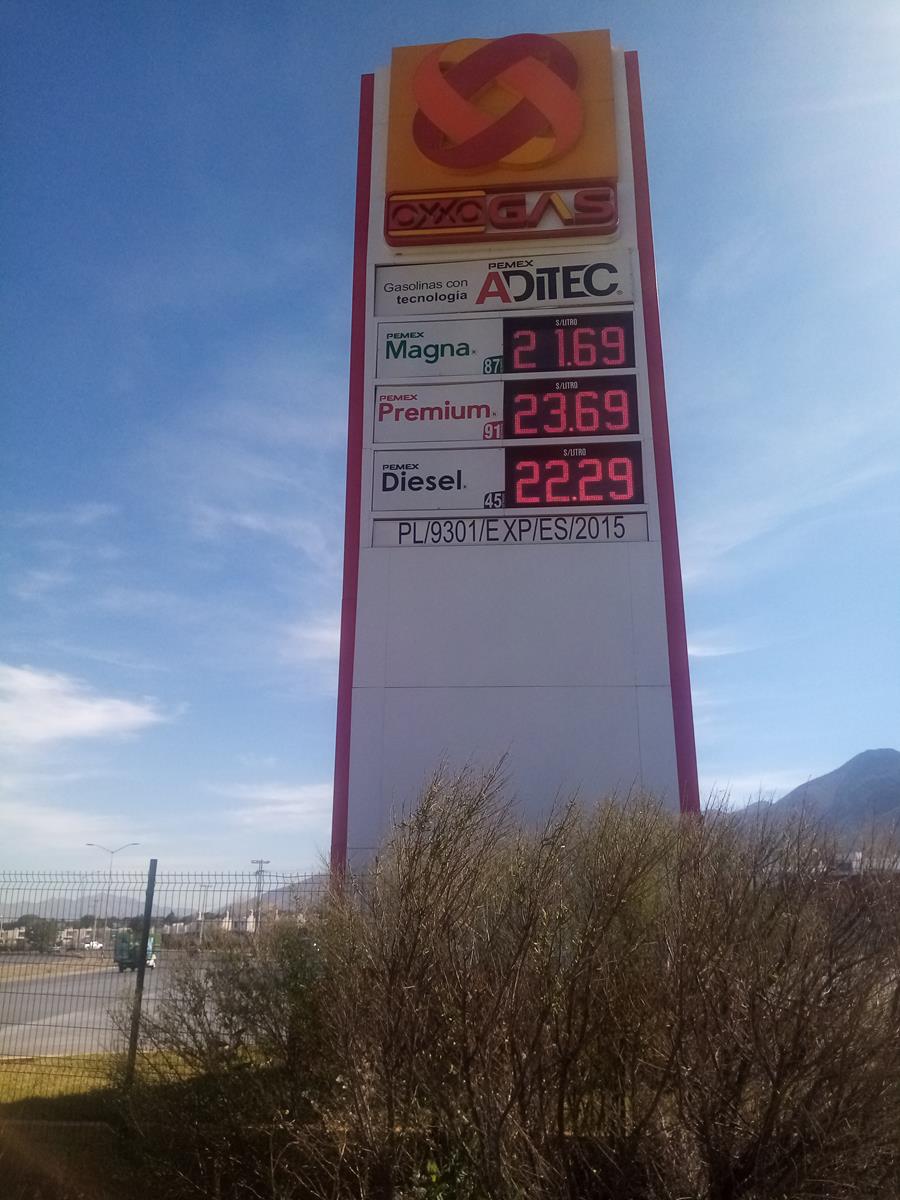 OXXO GAS
Gasolinas con
tecnología
PEMEX
ADiTEC
PEMEX
Magna
87
$/LITRO
21.69
PEMEX
Premium
91
$/LITRO
23.69
PEMEX
Diesel
45
$/LITRO
22.29
PL/9301/EXP/ES/2015